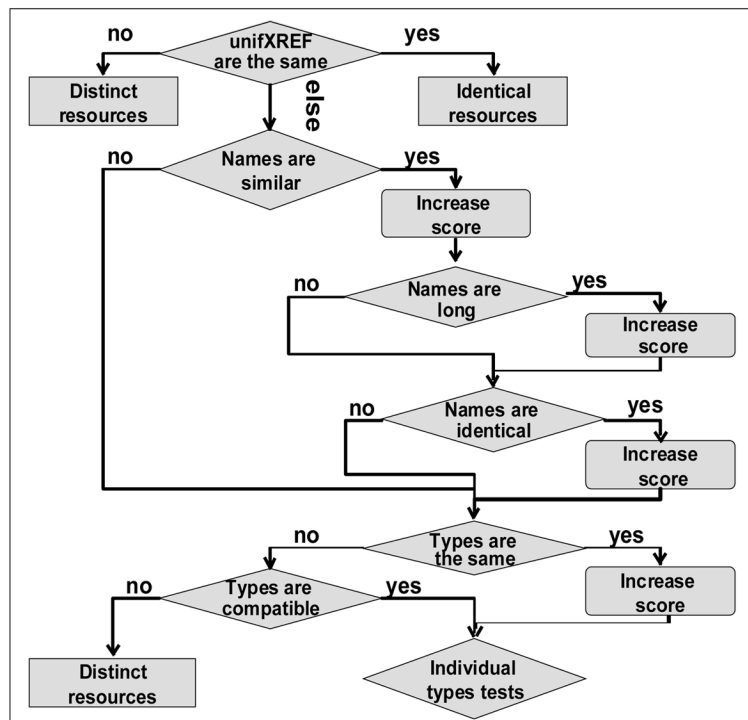 no
unifXREF
are the same
yes
Distinct
resources
else
Identical
resources
no
Names are
similar
yes
Increase
score
no
Names are
long
yes
Increase
score
no
Names are
identical
yes
Increase
score
no
Types are
the same
yes
no
Types are
compatible
yes
Increase
score
Distinct
resources
Individual
types tests